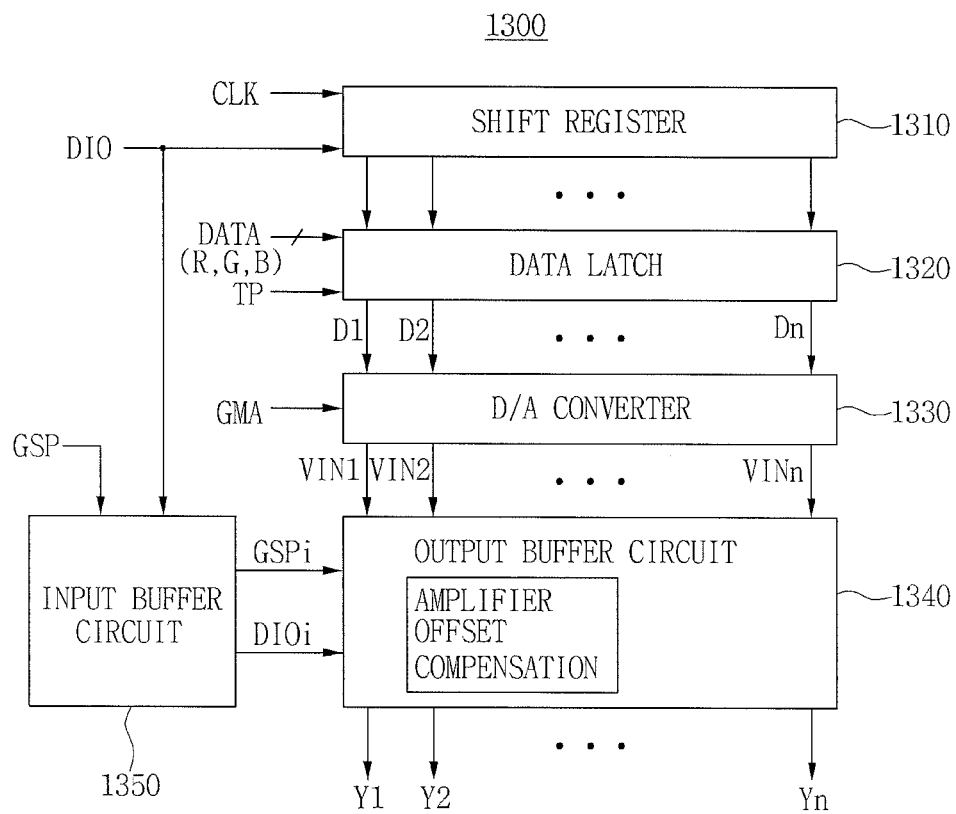 1300
CLK
SHIFT REGISTER
1310
DIO
DATA
(R,G,B)
TP
DATA LATCH
1320
D1 D2 Dn
GMA
D/A CONVERTER
1330
GSP
VIN1 VIN2 VINn
INPUT BUFFER
CIRCUIT
GSPi
DIOi
OUTPUT BUFFER CIRCUIT
AMPLIFIER
OFFSET
COMPENSATION
1340
1350
Y1 Y2 Yn